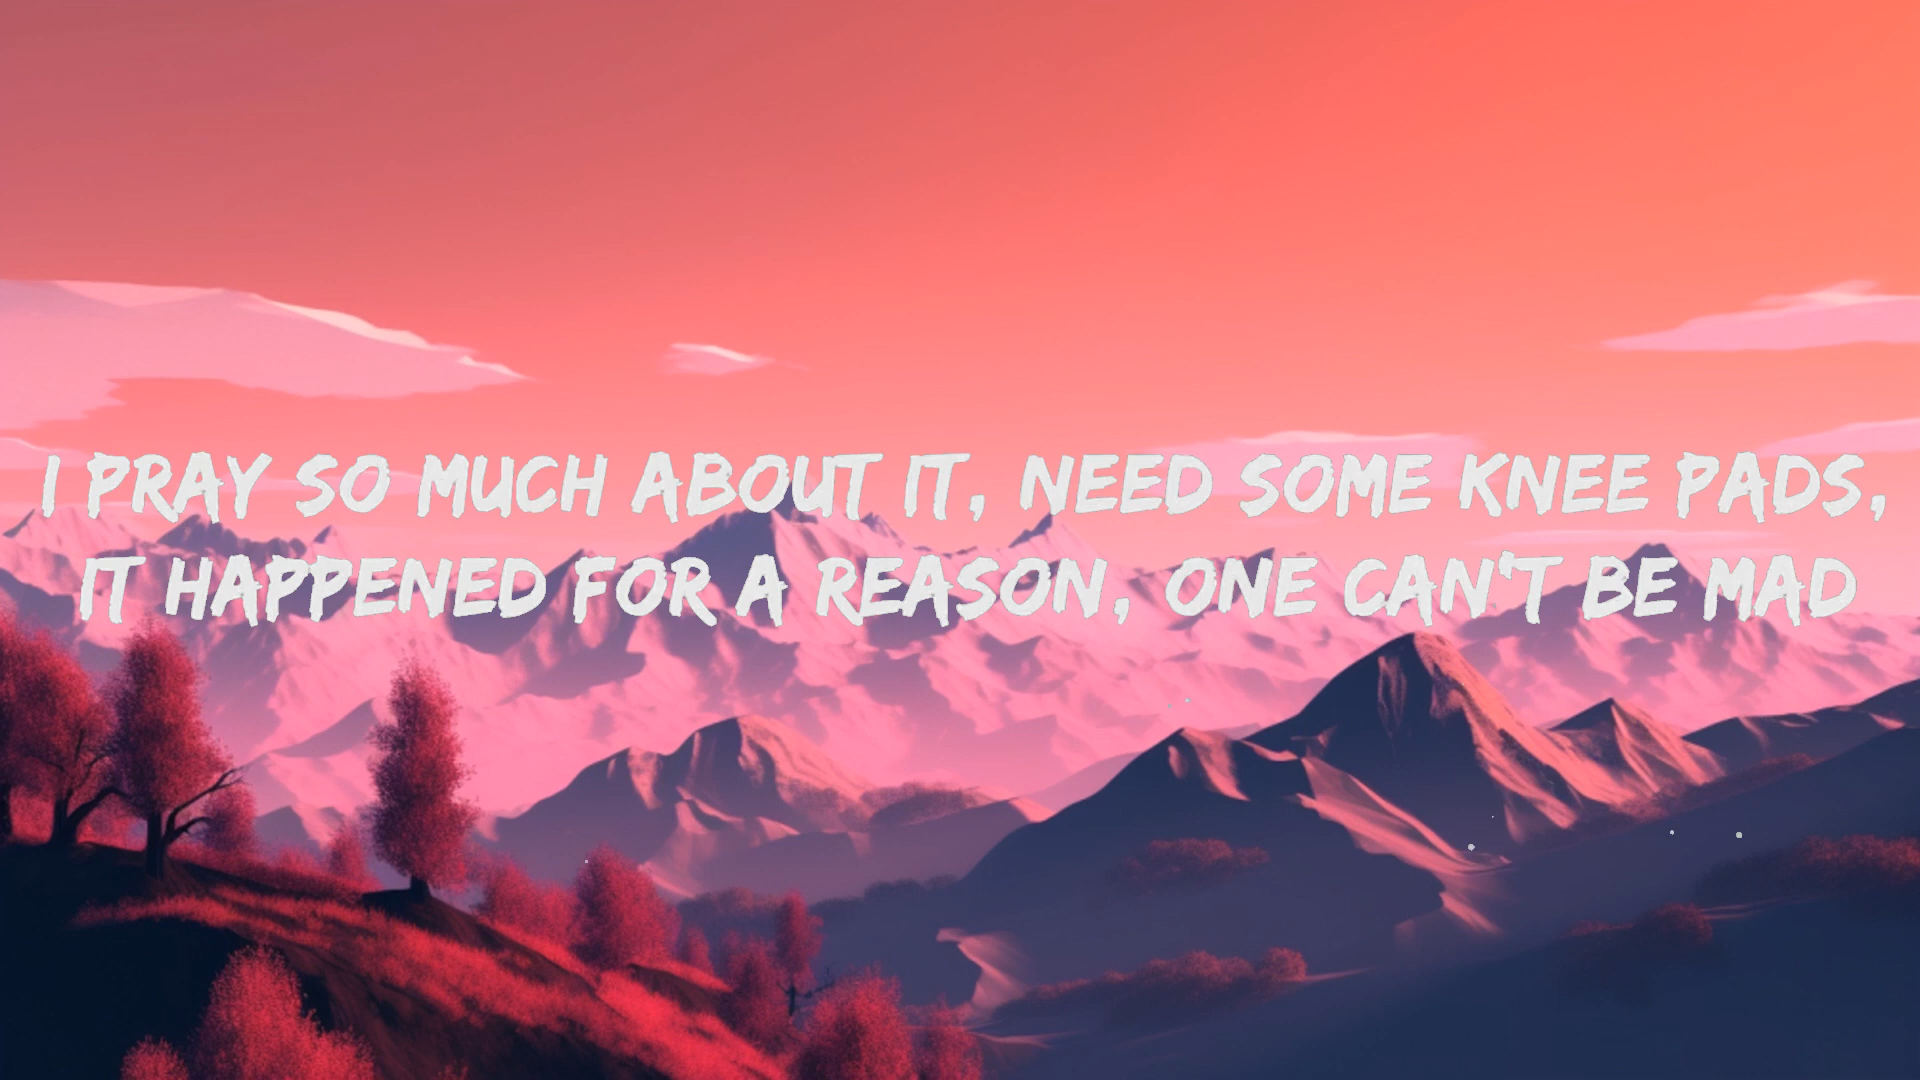 I PRAY SO MUCH ABOUT IT, NEED SOME KNEE PADS,
IT HAPPENED FOR A REASON, ONE CAN'T BE MAD